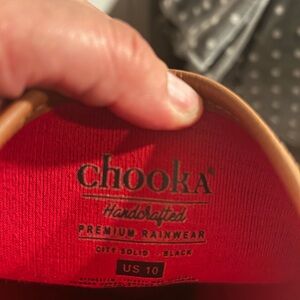 chooka®
Handcrafted
PREMIUM RAINWEAR
CITY SOLID - BLACK
US 10